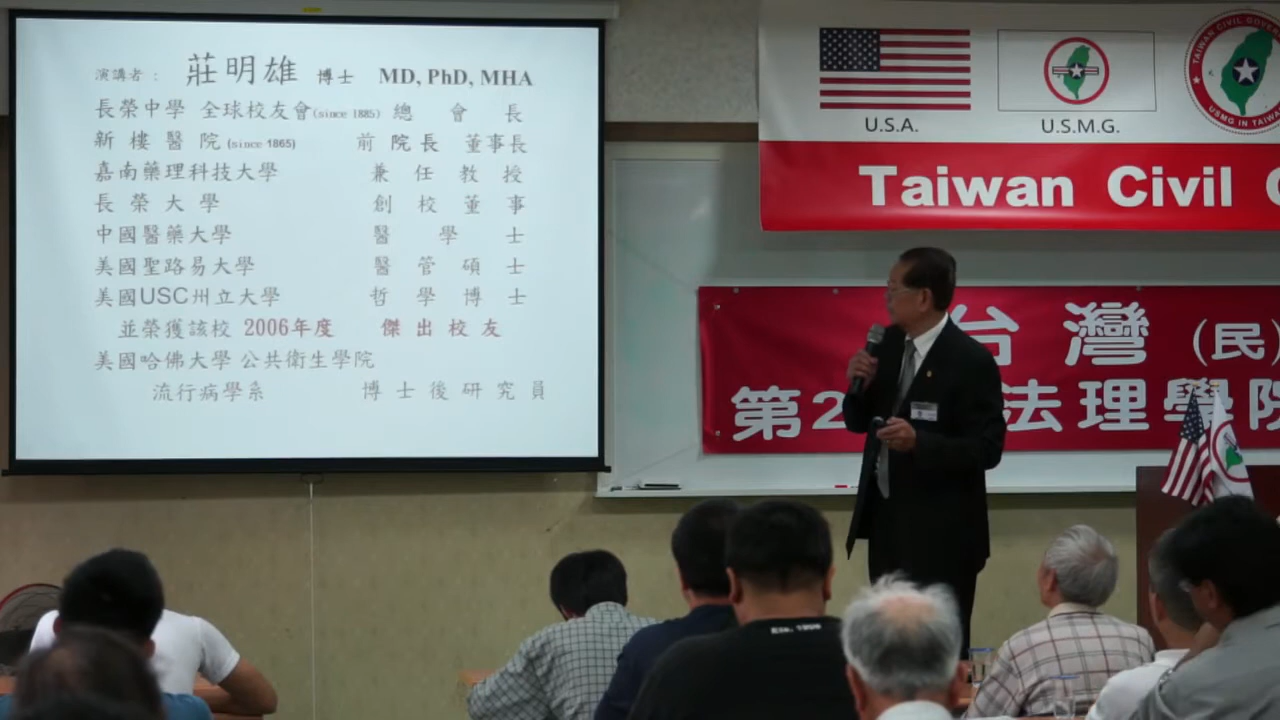 演講者： 莊明雄 博士 MD, PhD, MHA
長榮中學 全球校友會(since 1885) 總會長
新樓醫院(since 1865) 前院長 董事長
嘉南藥理科技大學 兼任教授
長榮大學 創校董事
中國醫藥大學 醫學士
美國聖路易大學 醫管碩士
美國USC州立大學 哲學博士
並榮獲該校 2006年度 傑出校友
美國哈佛大學 公共衛生學院
流行病學系 博士後研究員
U.S.A.
U.S.M.G.
TAIWAN CIVIL GOVER
USMG IN TAIWA
Taiwan Civil
台灣(民)
第2 法理學院